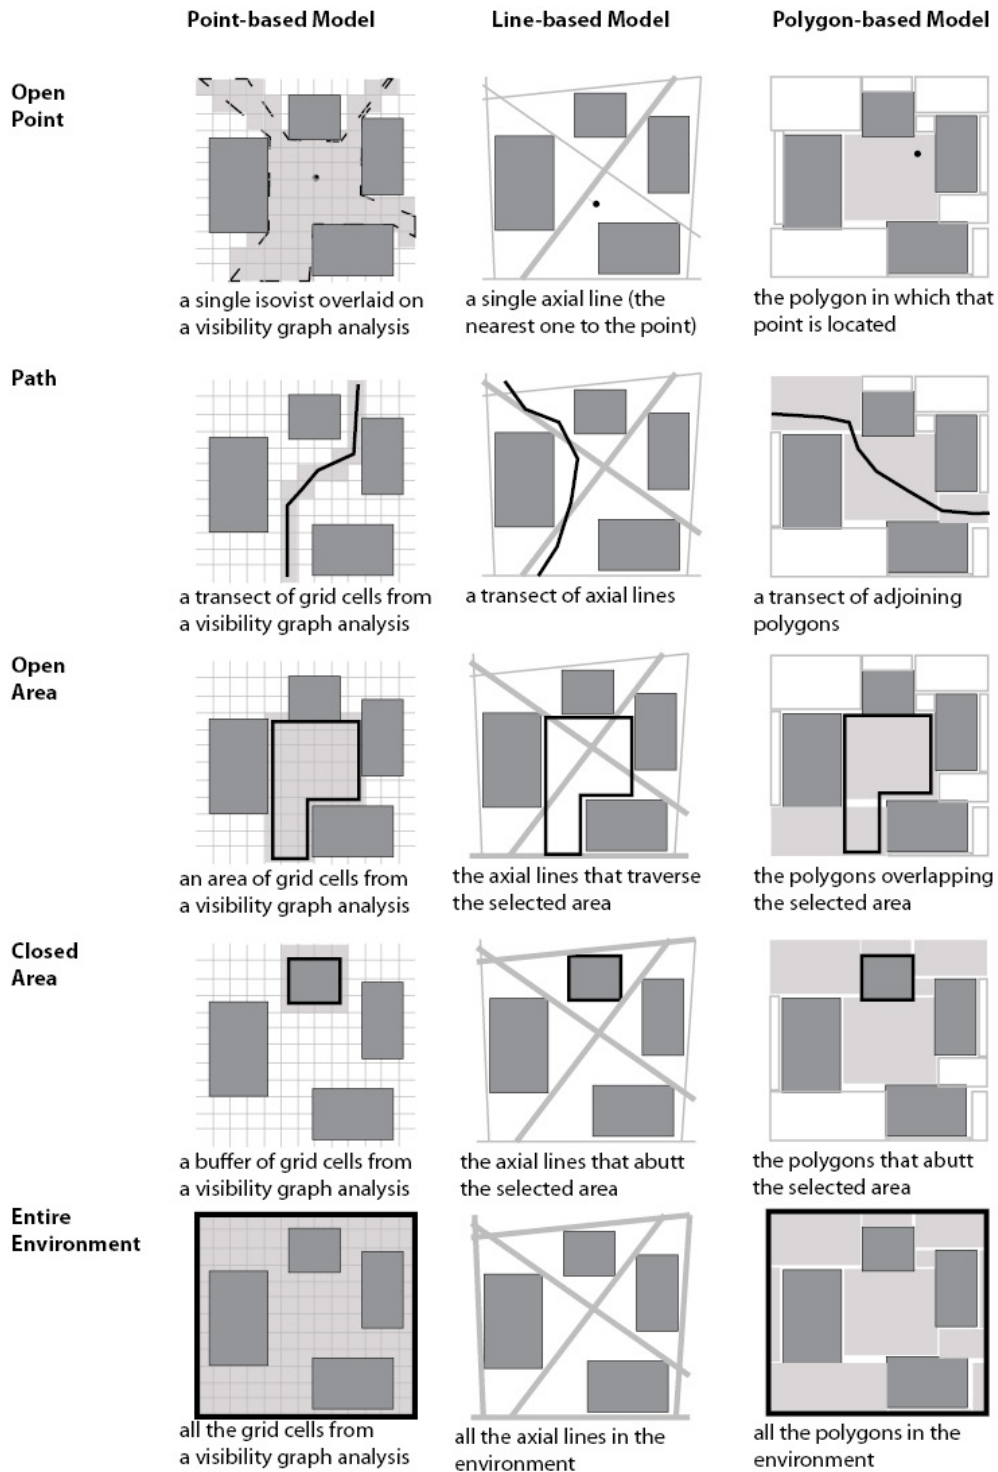 Point-based Model
Line-based Model
Polygon-based Model
Open
Point
a single isovist overlaid on
a visibility graph analysis
a single axial line (the
nearest one to the point)
the polygon in which that
point is located
Path
a transect of grid cells from
a visibility graph analysis
a transect of axial lines
a transect of adjoining
polygons
Open
Area
an area of grid cells from
a visibility graph analysis
the axial lines that traverse
the selected area
the polygons overlapping
the selected area
Closed
Area
a buffer of grid cells from
a visibility graph analysis
the axial lines that abutt
the selected area
the polygons that abutt
the selected area
Entire
Environment
all the grid cells from
a visibility graph analysis
all the axial lines in the
environment
all the polygons in the
environment